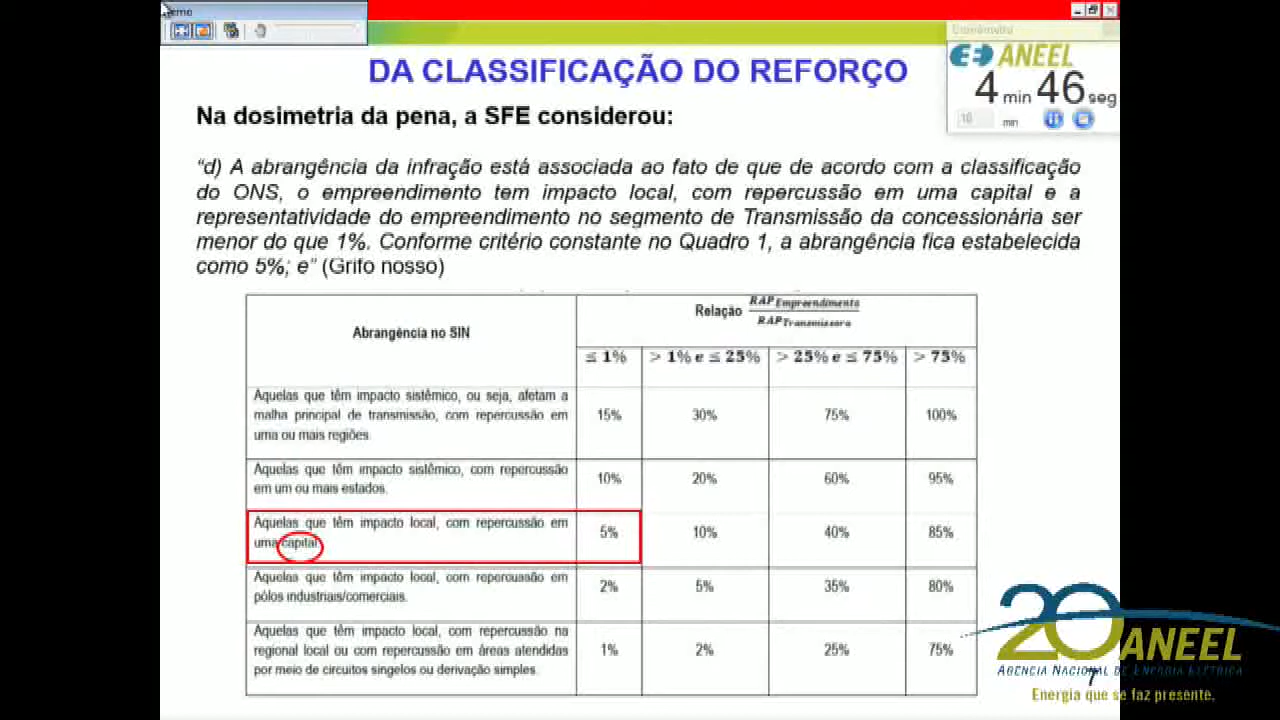 Cronômetro
ANEEL
4 min 46 seg
10 min
DA CLASSIFICAÇÃO DO REFORÇO
Na dosimetria da pena, a SFE considerou:
“d) A abrangência da infração está associada ao fato de que de acordo com a classificação
do ONS, o empreendimento tem impacto local, com repercussão em uma capital e a
representatividade do empreendimento no segmento de Transmissão da concessionária ser
menor do que 1%. Conforme critério constante no Quadro 1, a abrangência fica estabelecida
como 5%; e” (Grifo nosso)
Abrangência no SIN
Relação RAP Empreendimento
RAP Transmissora
≤ 1% > 1% e ≤ 25% > 25% e ≤ 75% > 75%
Aquelas que têm impacto sistêmico, ou seja, afetam a
malha principal de transmissão, com repercussão em
uma ou mais regiões.
15% 30% 75% 100%
Aquelas que têm impacto sistêmico, com repercussão
em um ou mais estados.
10% 20% 60% 95%
Aquelas que têm impacto local, com repercussão em
uma capital.
5% 10% 40% 85%
Aquelas que têm impacto local, com repercussão em
pólos industriais/comerciais.
2% 5% 35% 80%
Aquelas que têm impacto local, com repercussão na
regional local ou com repercussão em áreas atendidas
por meio de circuitos singelos ou derivação simples.
1% 2% 25% 75%
20 ANEEL
AGÊNCIA NACIONAL DE ENERGIA ELÉTRICA
7
Energia que se faz presente.